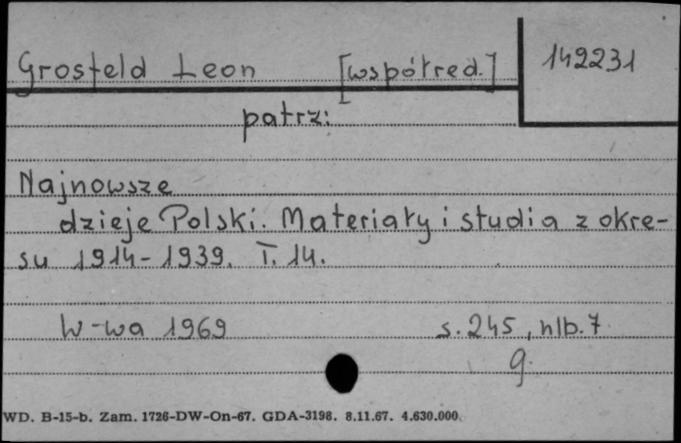 Grosfeld Leon [współred.] 142231
patrz:
Najnowsze
dzieje Polski. Materiały i studia z okre-
su 1914-1939. T. 14.
W-wa 1969 s. 245, nlb. 7
g.
WD. B-15-b. Zam. 1726-DW-On-67. GDA-3198. 8.11.67. 4.630.000